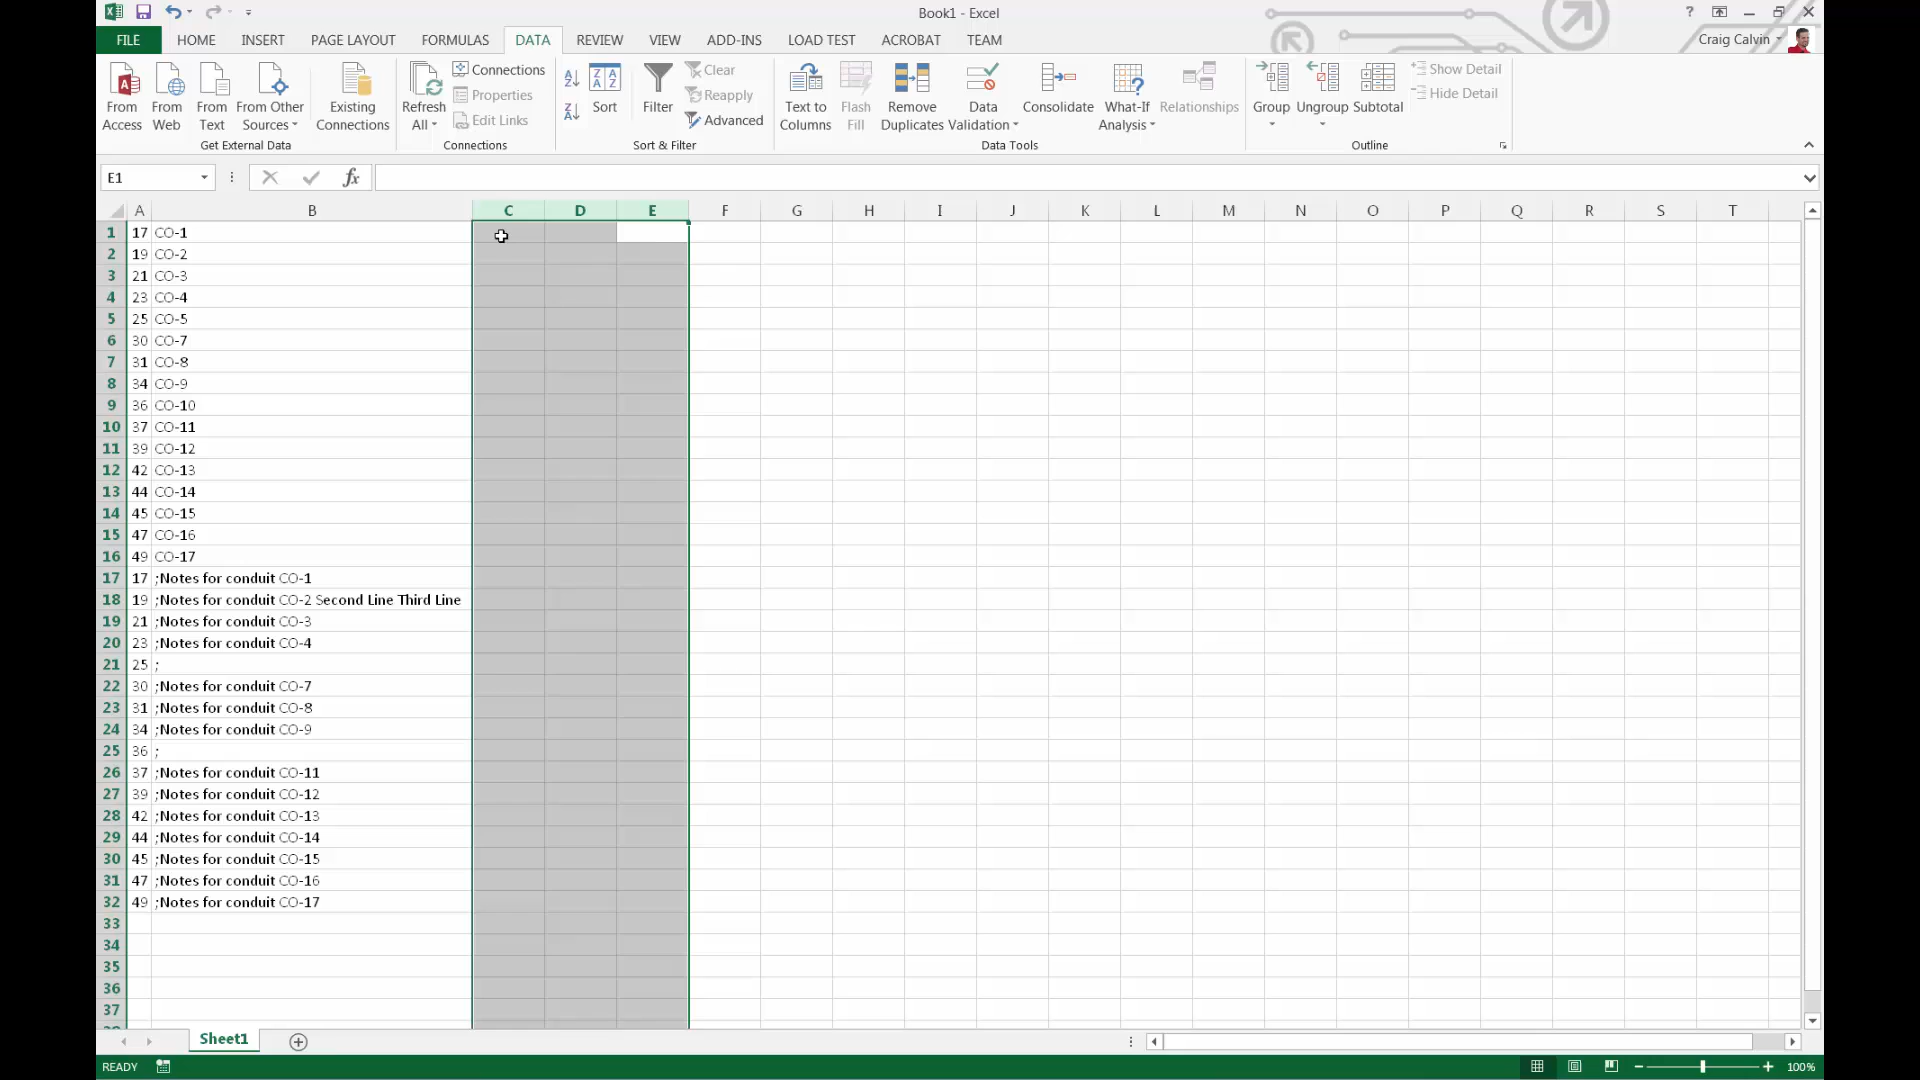 Book1 - Excel
?
FILE HOME INSERT PAGE LAYOUT FORMULAS DATA REVIEW VIEW ADD-INS LOAD TEST ACROBAT TEAM
Craig Calvin
From Access
From Web
From Text
From Other Sources
Existing Connections
Get External Data
Refresh All
Connections
Properties
Edit Links
Connections
Sort
Filter
Clear
Reapply
Advanced
Sort & Filter
Text to Columns
Flash Fill
Remove Duplicates
Data Validation
Consolidate
What-If Analysis
Relationships
Data Tools
Group
Ungroup
Subtotal
Show Detail
Hide Detail
Outline
E1
fx
A B C D E F G H I J K L M N O P Q R S T
1 17 CO-1
2 19 CO-2
3 21 CO-3
4 23 CO-4
5 25 CO-5
6 30 CO-7
7 31 CO-8
8 34 CO-9
9 36 CO-10
10 37 CO-11
11 39 CO-12
12 42 CO-13
13 44 CO-14
14 45 CO-15
15 47 CO-16
16 49 CO-17
17 17 ;Notes for conduit CO-1
18 19 ;Notes for conduit CO-2 Second Line Third Line
19 21 ;Notes for conduit CO-3
20 23 ;Notes for conduit CO-4
21 25 ;
22 30 ;Notes for conduit CO-7
23 31 ;Notes for conduit CO-8
24 34 ;Notes for conduit CO-9
25 36 ;
26 37 ;Notes for conduit CO-11
27 39 ;Notes for conduit CO-12
28 42 ;Notes for conduit CO-13
29 44 ;Notes for conduit CO-14
30 45 ;Notes for conduit CO-15
31 47 ;Notes for conduit CO-16
32 49 ;Notes for conduit CO-17
33
34
35
36
37
Sheet1
READY
100%